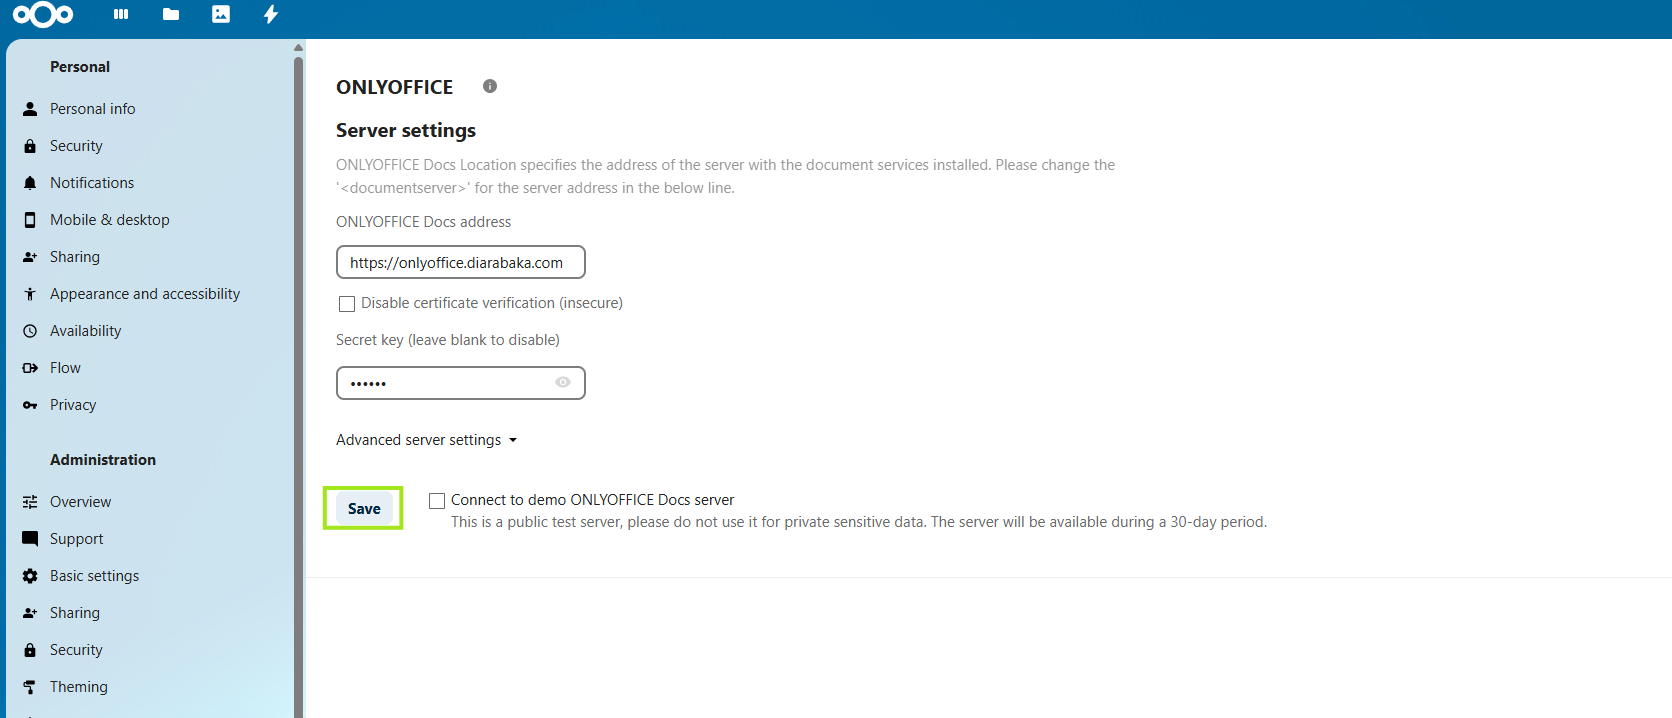 Personal
Personal info
Security
Notifications
Mobile & desktop
Sharing
Appearance and accessibility
Availability
Flow
Privacy
Administration
Overview
Support
Basic settings
Sharing
Security
Theming
ONLYOFFICE
Server settings
ONLYOFFICE Docs Location specifies the address of the server with the document services installed. Please change the
'<documentserver>' for the server address in the below line.
ONLYOFFICE Docs address
https://onlyoffice.diarabaka.com
Disable certificate verification (insecure)
Secret key (leave blank to disable)
••••••
Advanced server settings
Save
Connect to demo ONLYOFFICE Docs server
This is a public test server, please do not use it for private sensitive data. The server will be available during a 30-day period.